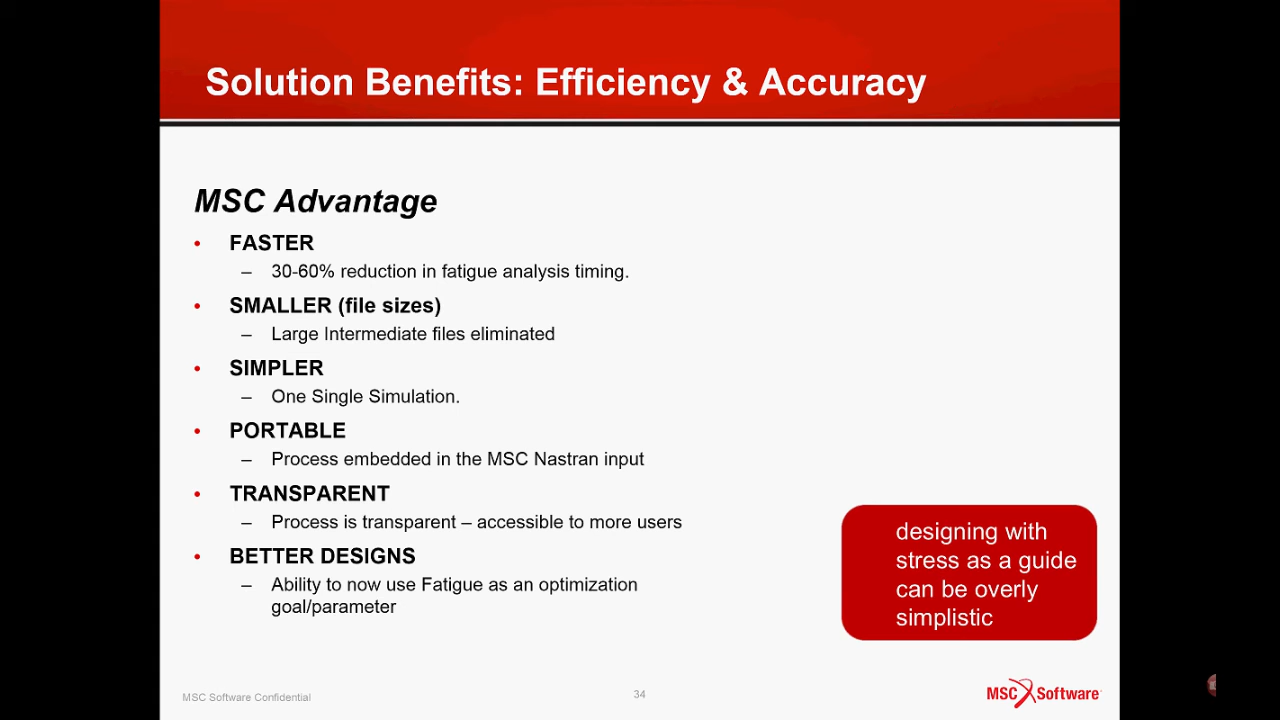 Solution Benefits: Efficiency & Accuracy
MSC Advantage
• FASTER
– 30-60% reduction in fatigue analysis timing.
• SMALLER (file sizes)
– Large Intermediate files eliminated
• SIMPLER
– One Single Simulation.
• PORTABLE
– Process embedded in the MSC Nastran input
• TRANSPARENT
– Process is transparent – accessible to more users
• BETTER DESIGNS
– Ability to now use Fatigue as an optimization
goal/parameter
designing with
stress as a guide
can be overly
simplistic
MSC Software Confidential
34
MSC Software